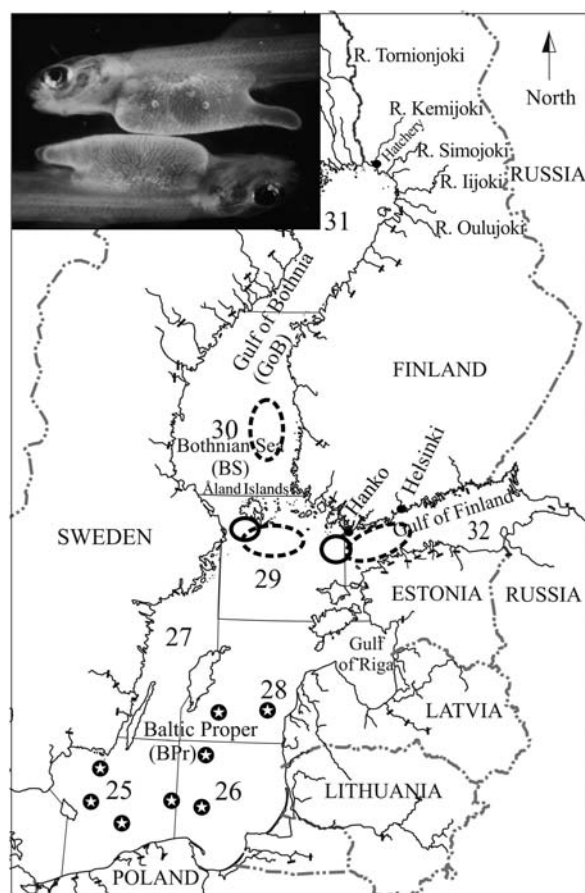 R. Tornionjoki
North
R. Kemijoki
Hatchery
R. Simojoki
RUSSIA
R. Iijoki
31
R. Oulujoki
Gulf of Bothnia
(GoB)
FINLAND
30
Bothnian Sea
(BS)
Åland Islands
Hanko
Helsinki
Gulf of Finland
32
SWEDEN
29
ESTONIA
RUSSIA
27
Gulf
of Riga
28
LATVIA
Baltic Proper
(BPr)
25
26
LITHUANIA
POLAND